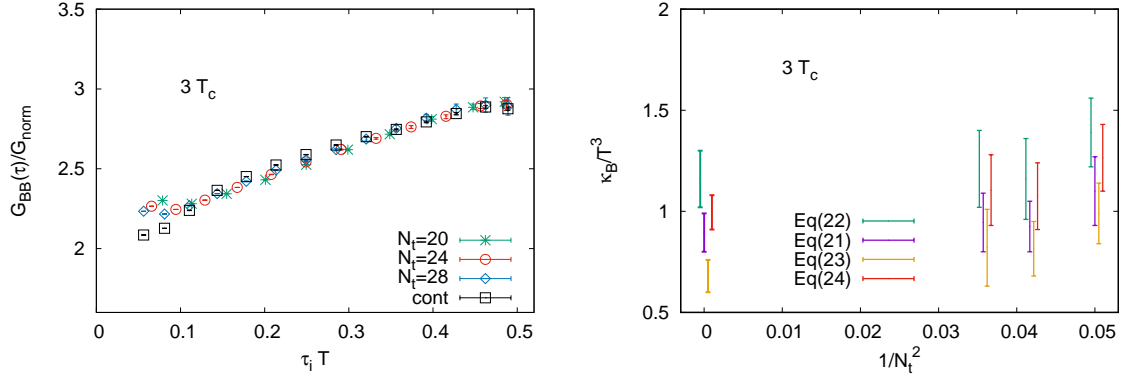 3.5
3
2.5
2
G_BB(τ)/G_norm
3 T_c
N_t=20
N_t=24
N_t=28
cont
0
0.1
0.2
0.3
0.4
0.5
τ_i T
2
1.5
1
0.5
κ_B/T^3
3 T_c
Eq(22)
Eq(21)
Eq(23)
Eq(24)
0
0.01
0.02
0.03
0.04
0.05
1/N_t^2